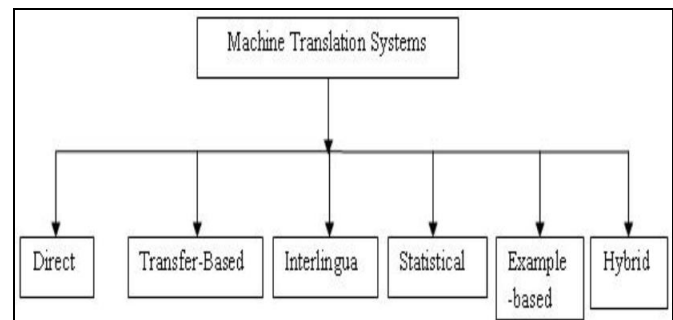 Machine Translation Systems
Direct
Transfer-Based
Interlingua
Statistical
Example
-based
Hybrid